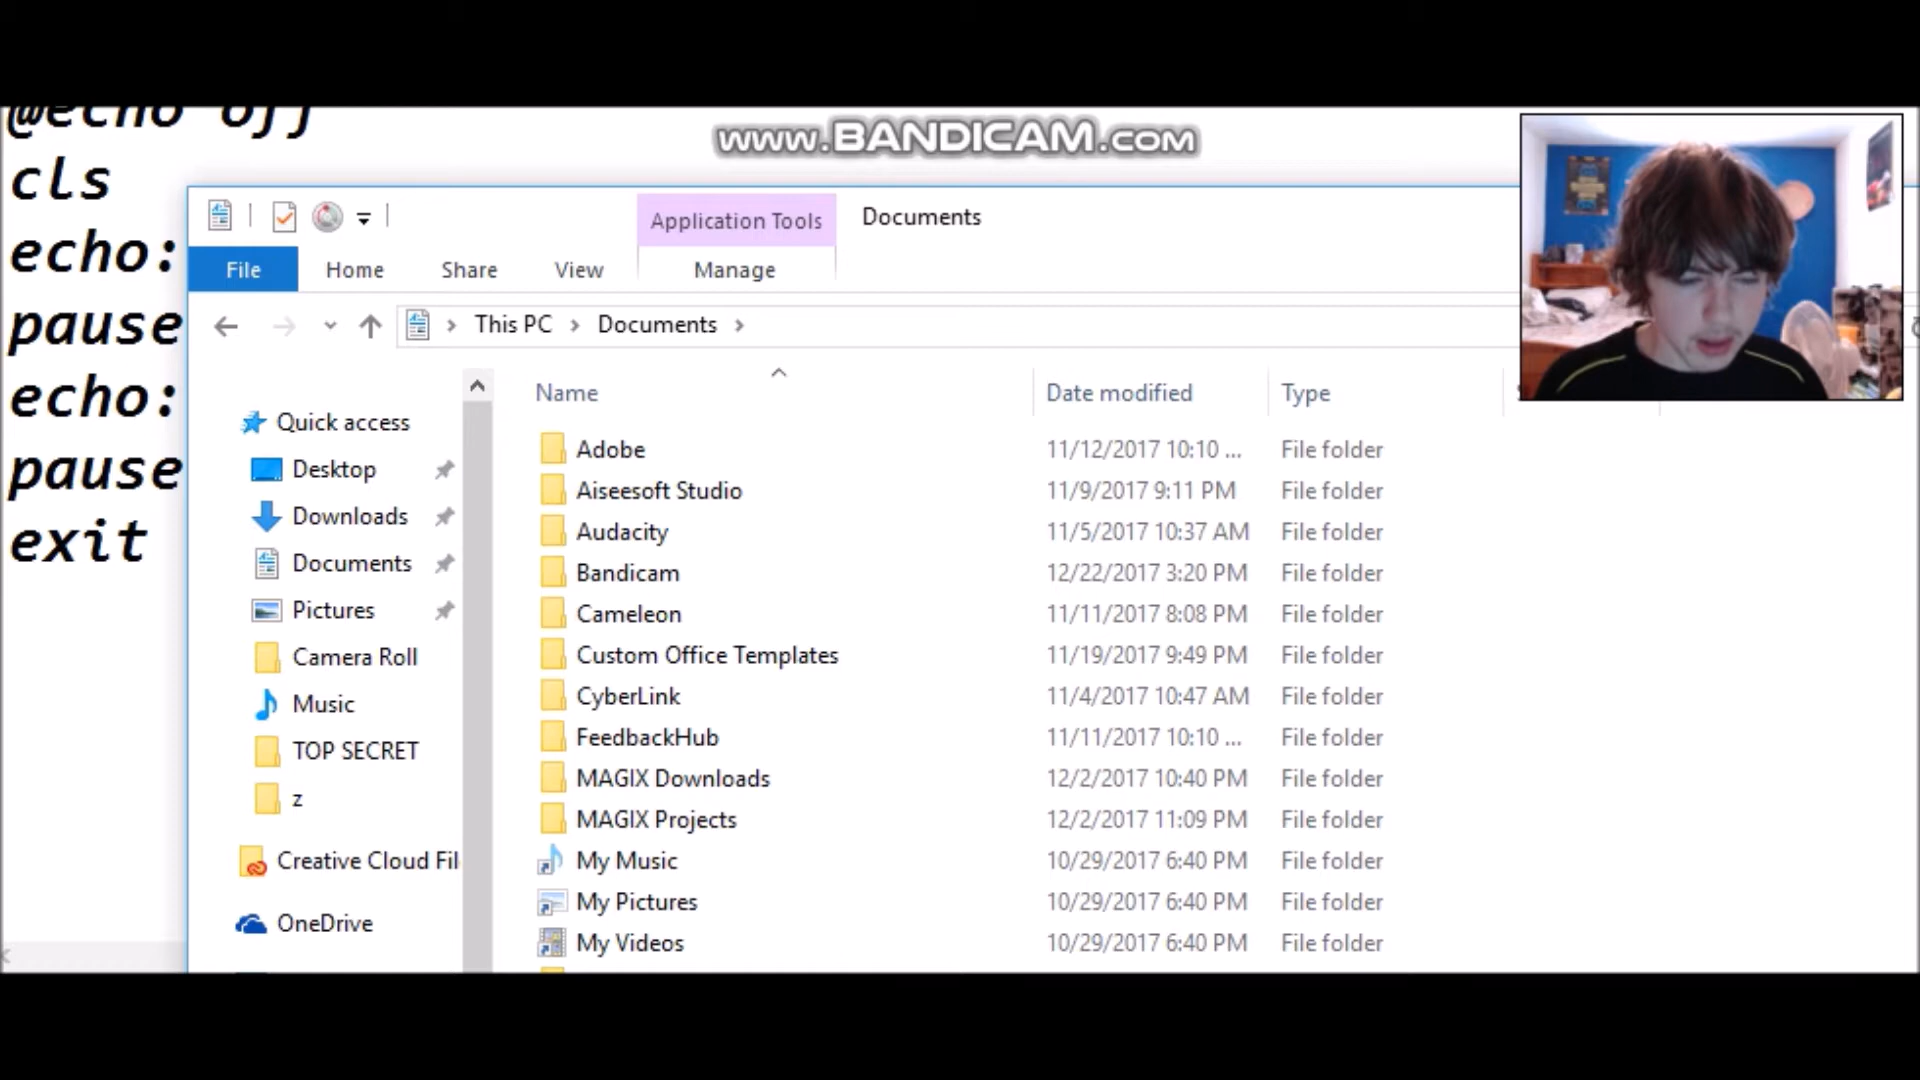 @echo off
www.BANDICAM.com
cls
echo:
pause
echo:
pause
exit
Application Tools
Documents
File
Home
Share
View
Manage
This PC
Documents
Name
Date modified
Type
Quick access
Desktop
Downloads
Documents
Pictures
Camera Roll
Music
TOP SECRET
z
Creative Cloud Fil
OneDrive
Adobe 11/12/2017 10:10 ... File folder
Aiseesoft Studio 11/9/2017 9:11 PM File folder
Audacity 11/5/2017 10:37 AM File folder
Bandicam 12/22/2017 3:20 PM File folder
Cameleon 11/11/2017 8:08 PM File folder
Custom Office Templates 11/19/2017 9:49 PM File folder
CyberLink 11/4/2017 10:47 AM File folder
FeedbackHub 11/11/2017 10:10 ... File folder
MAGIX Downloads 12/2/2017 10:40 PM File folder
MAGIX Projects 12/2/2017 11:09 PM File folder
My Music 10/29/2017 6:40 PM File folder
My Pictures 10/29/2017 6:40 PM File folder
My Videos 10/29/2017 6:40 PM File folder